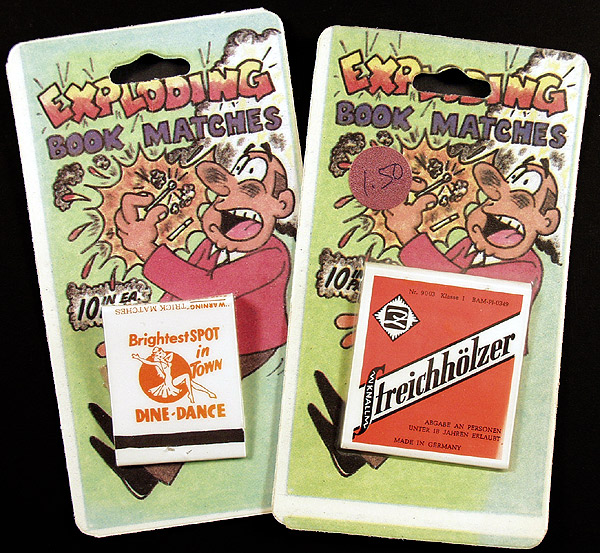 EXPLODING
BOOK MATCHES
10 IN EA.
"WARNING" TRICK MATCHES
Brightest SPOT
in
TOWN
DINE-DANCE
EXPLODING
BOOK MATCHES
1.50
10 IN
Nr. 9002 Klasse I BAM-PI-0349
"KNALLM"
Streichhölzer
ABGABE AN PERSONEN
UNTER 18 JAHREN ERLAUBT
MADE IN GERMANY